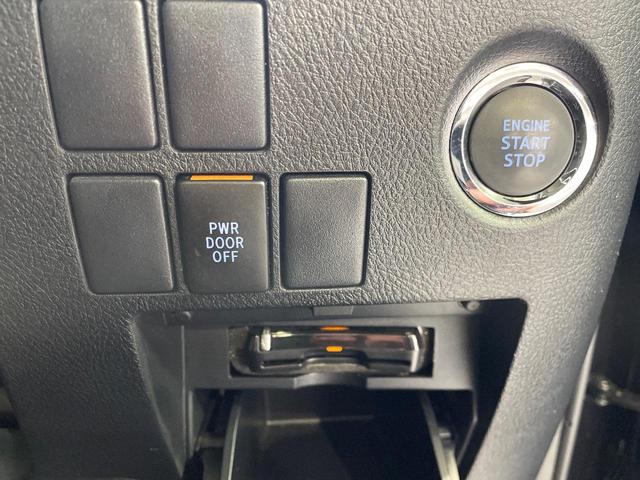 ENGINE
START
STOP
PWR
DOOR
OFF